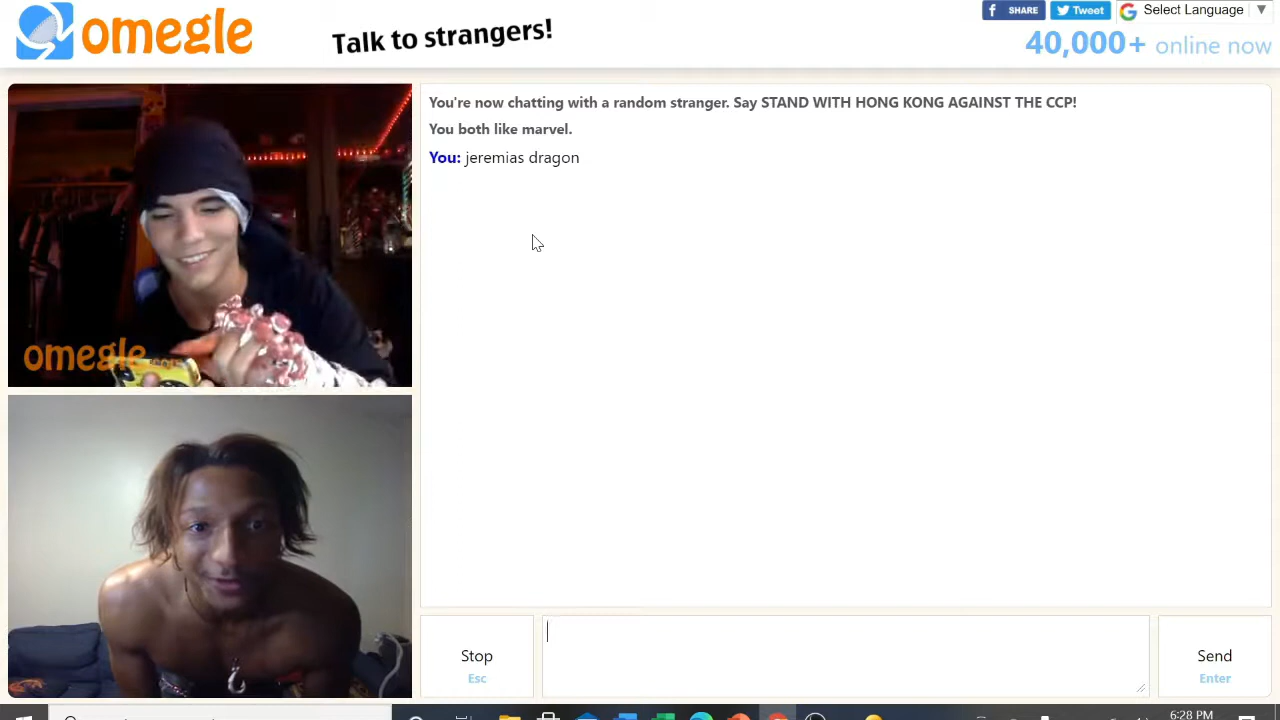 omegle
Talk to strangers!
SHARE
Tweet
Select Language
40,000+ online now
You're now chatting with a random stranger. Say STAND WITH HONG KONG AGAINST THE CCP!
You both like marvel.
You: jeremias dragon
omegle
Stop
Esc
Send
Enter
6:28 PM